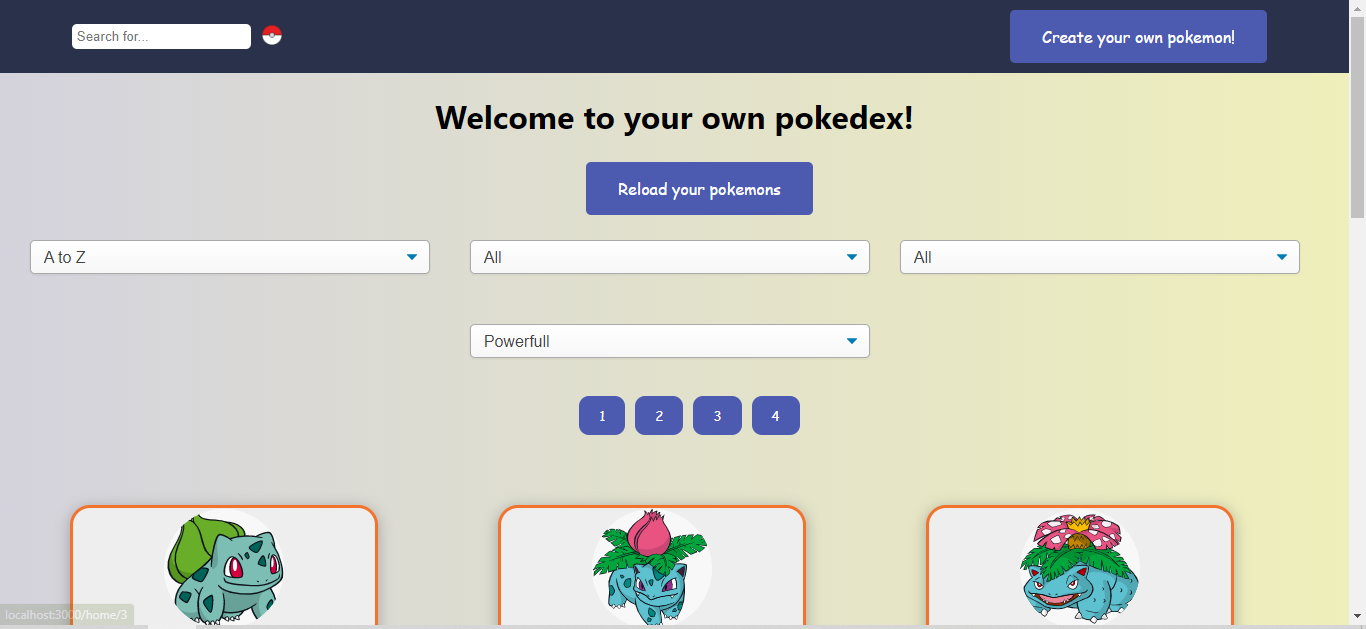 Search for...
Create your own pokemon!
Welcome to your own pokedex!
Reload your pokemons
A to Z
All
All
Powerfull
1
2
3
4
localhost:3000/home/3